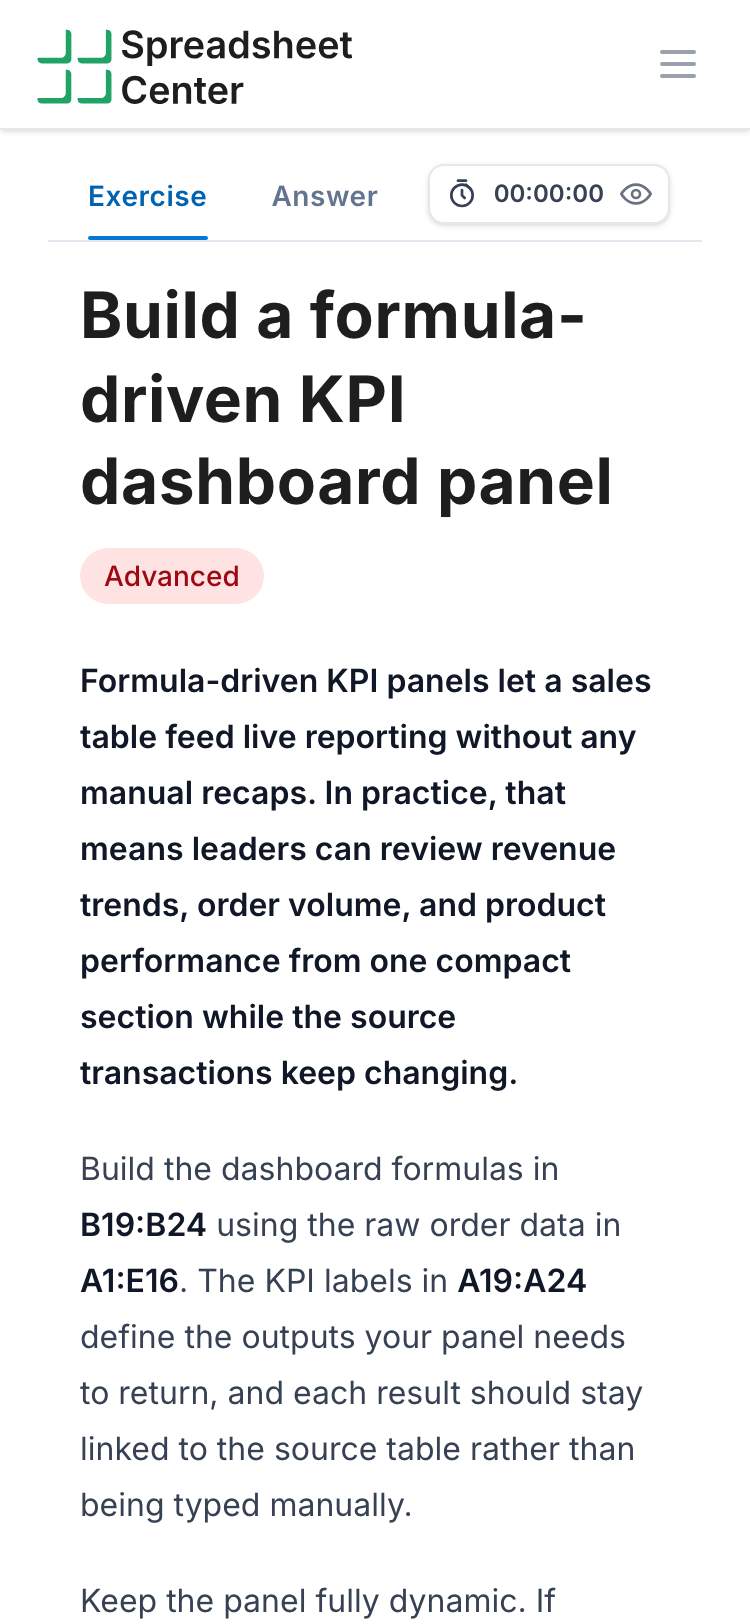 Spreadsheet
Center
Exercise
Answer
00:00:00
Build a formula-
driven KPI
dashboard panel
Advanced
Formula-driven KPI panels let a sales
table feed live reporting without any
manual recaps. In practice, that
means leaders can review revenue
trends, order volume, and product
performance from one compact
section while the source
transactions keep changing.
Build the dashboard formulas in
B19:B24 using the raw order data in
A1:E16. The KPI labels in A19:A24
define the outputs your panel needs
to return, and each result should stay
linked to the source table rather than
being typed manually.
Keep the panel fully dynamic. If